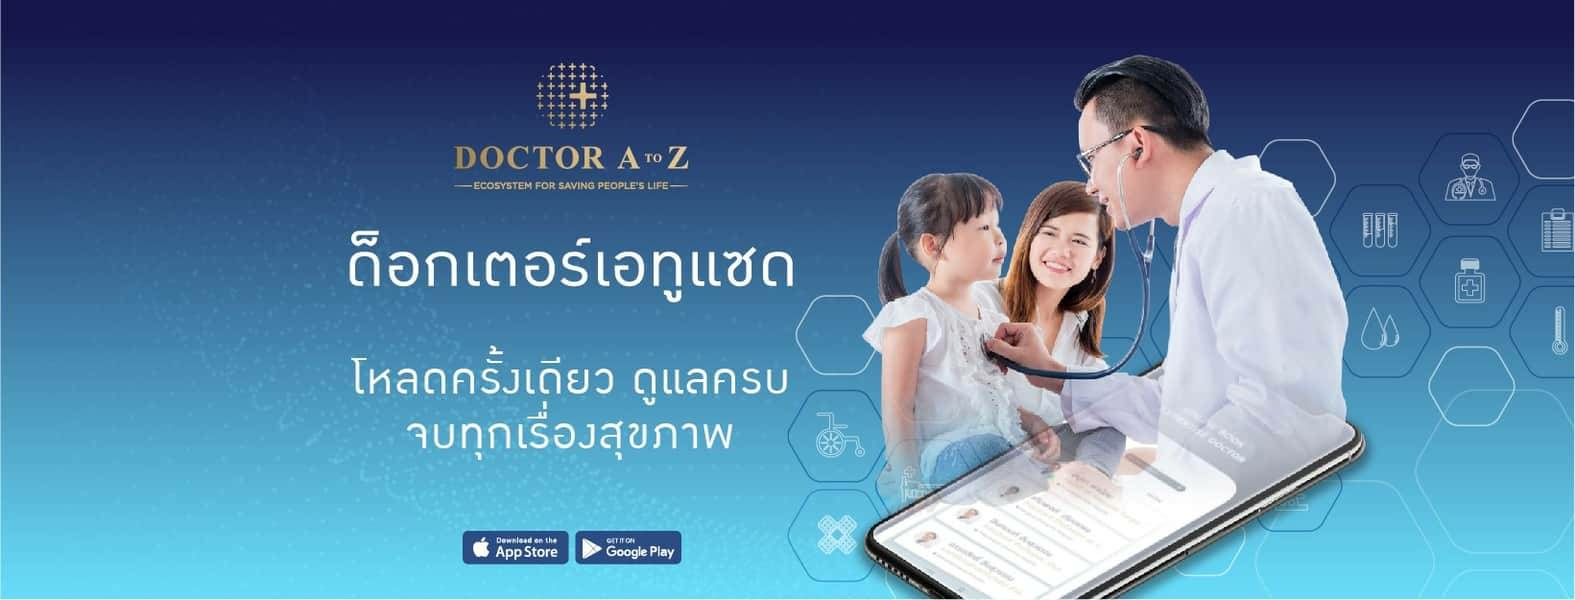 DOCTOR A TO Z
ECOSYSTEM FOR SAVING PEOPLE'S LIFE
ด็อกเตอร์เอทูแซด
โหลดครั้งเดียว ดูแลครบ
จบทุกเรื่องสุขภาพ
Download on the
App Store
GET IT ON
Google Play
BOOK
DOCTOR